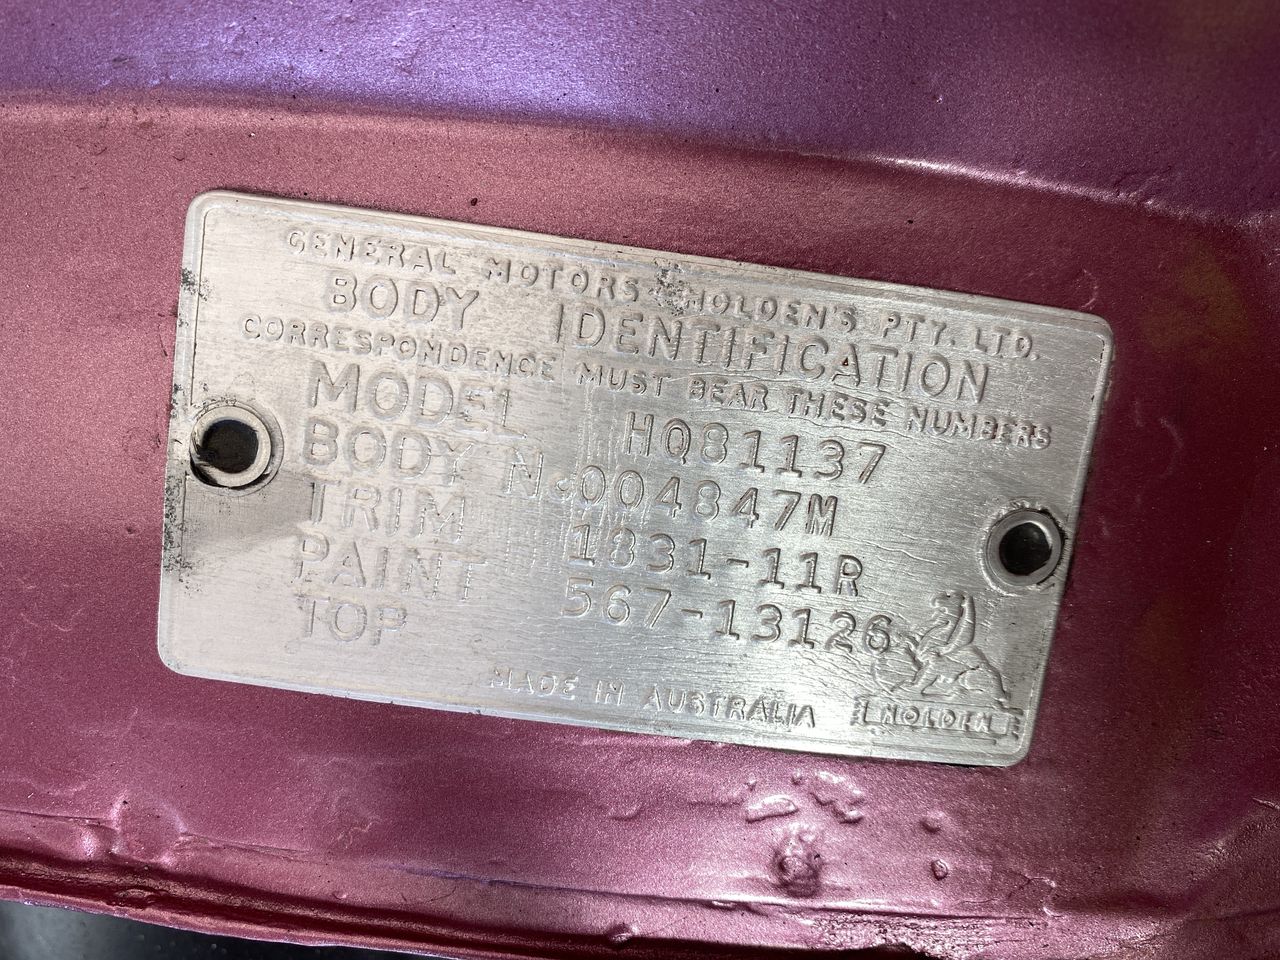 GENERAL MOTORS-HOLDEN'S PTY. LTD.
BODY IDENTIFICATION
CORRESPONDENCE MUST BEAR THESE NUMBERS
MODEL HQ81137
BODY No 004847M
TRIM 1831-11R
PAINT 567-13126
TOP
MADE IN AUSTRALIA
HOLDEN